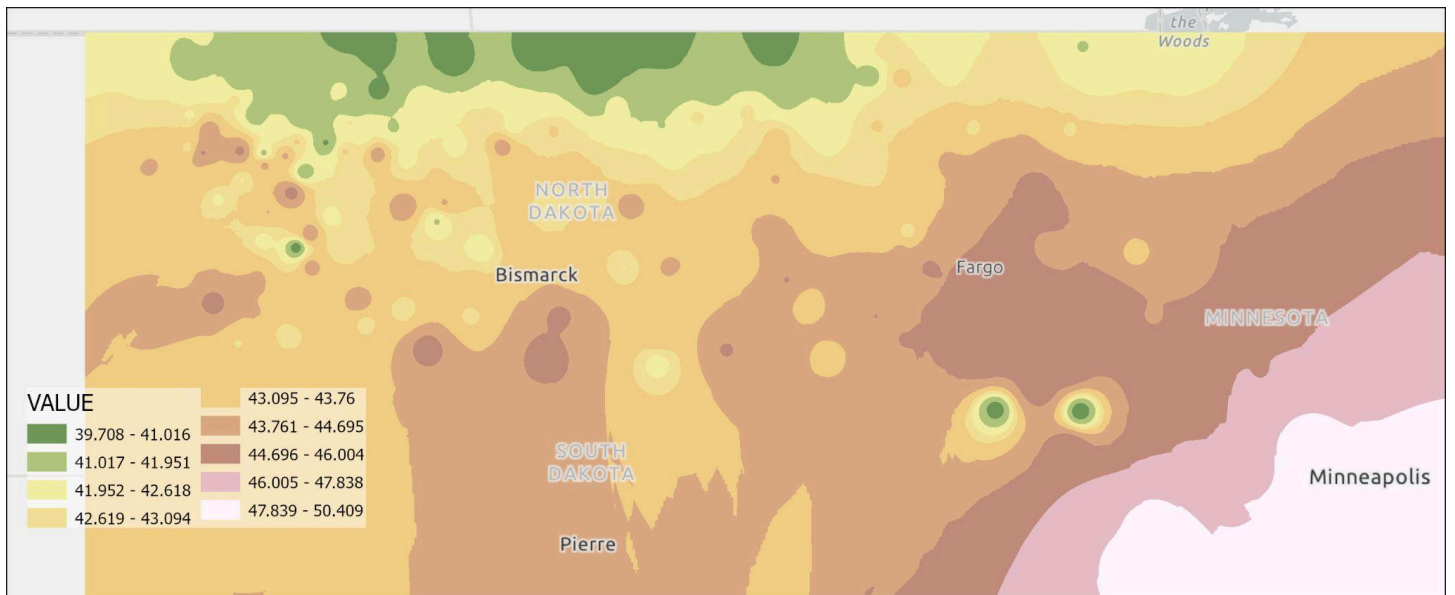 the
Woods
NORTH
DAKOTA
Bismarck
Fargo
MINNESOTA
SOUTH
DAKOTA
Minneapolis
Pierre
VALUE
39.708 - 41.016
41.017 - 41.951
41.952 - 42.618
42.619 - 43.094
43.095 - 43.76
43.761 - 44.695
44.696 - 46.004
46.005 - 47.838
47.839 - 50.409